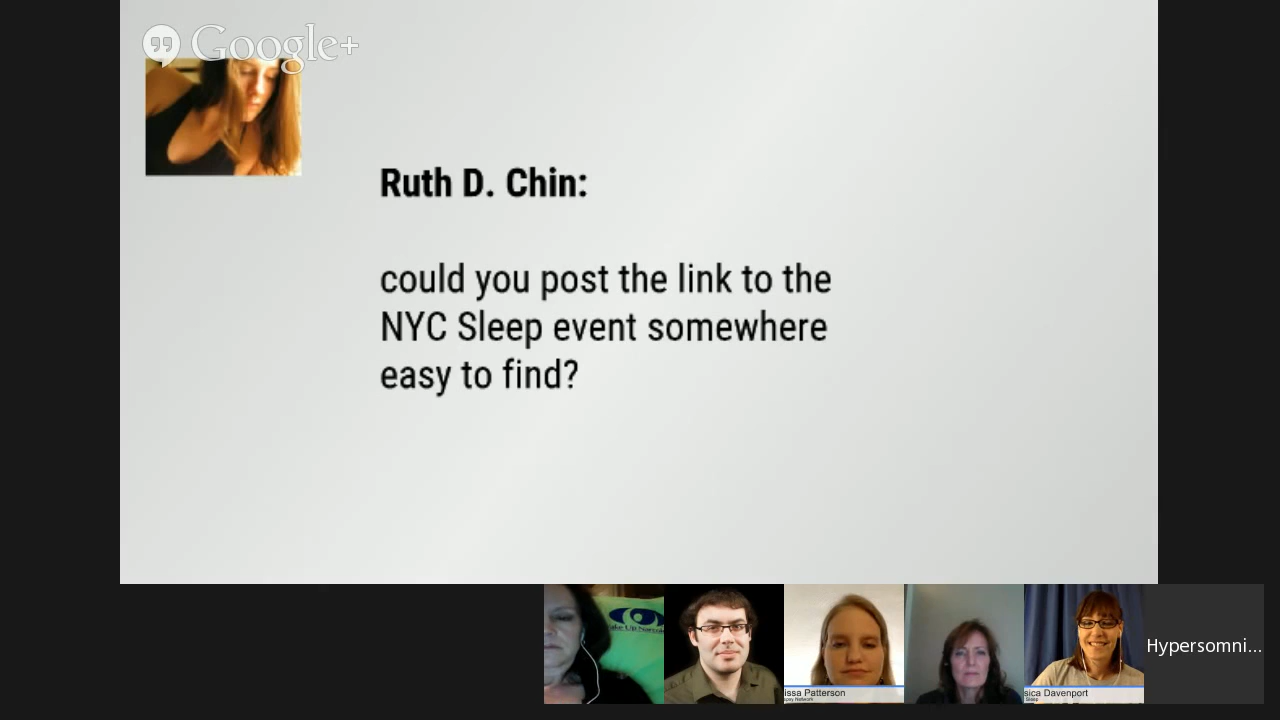 Google+
Ruth D. Chin:
could you post the link to the
NYC Sleep event somewhere
easy to find?
issa Patterson
sica Davenport
Sleep
Hypersomni...